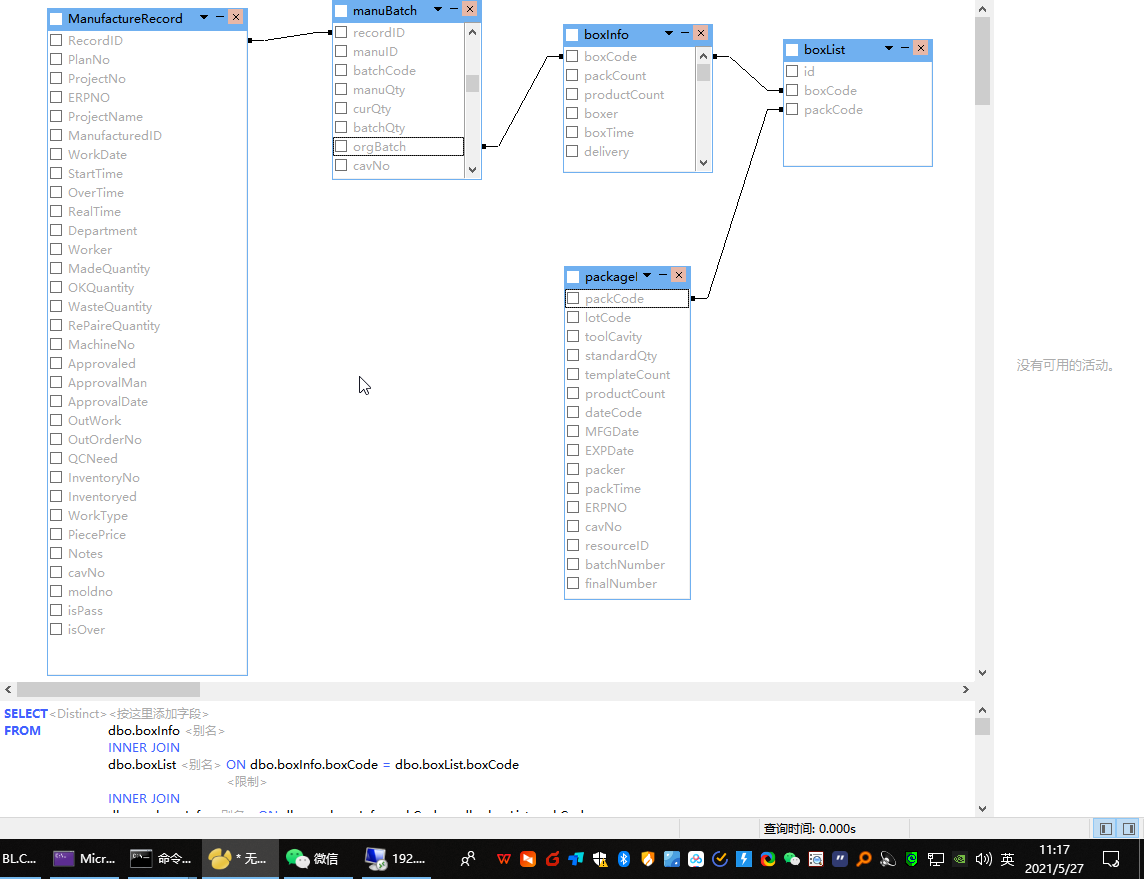 ManufactureRecord
RecordID
PlanNo
ProjectNo
ERPNO
ProjectName
ManufacturedID
WorkDate
StartTime
OverTime
RealTime
Department
Worker
MadeQuantity
OKQuantity
WasteQuantity
RePaireQuantity
MachineNo
Approvaled
ApprovalMan
ApprovalDate
OutWork
OutOrderNo
QCNeed
InventoryNo
Inventoryed
WorkType
PiecePrice
Notes
cavNo
moldno
isPass
isOver
manuBatch
recordID
manuID
batchCode
manuQty
curQty
batchQty
orgBatch
cavNo
boxInfo
boxCode
packCount
productCount
boxer
boxTime
delivery
boxList
id
boxCode
packCode
packageI
packCode
lotCode
toolCavity
standardQty
templateCount
productCount
dateCode
MFGDate
EXPDate
packer
packTime
ERPNO
cavNo
resourceID
batchNumber
finalNumber
没有可用的活动。
SELECT <Distinct> <按这里添加字段>
FROM dbo.boxInfo <别名>
INNER JOIN
dbo.boxList <别名> ON dbo.boxInfo.boxCode = dbo.boxList.boxCode
<限制>
INNER JOIN
查询时间: 0.000s
BL.C... Micr... 命令... * 无... 微信 192.... 英 11:17
2021/5/27